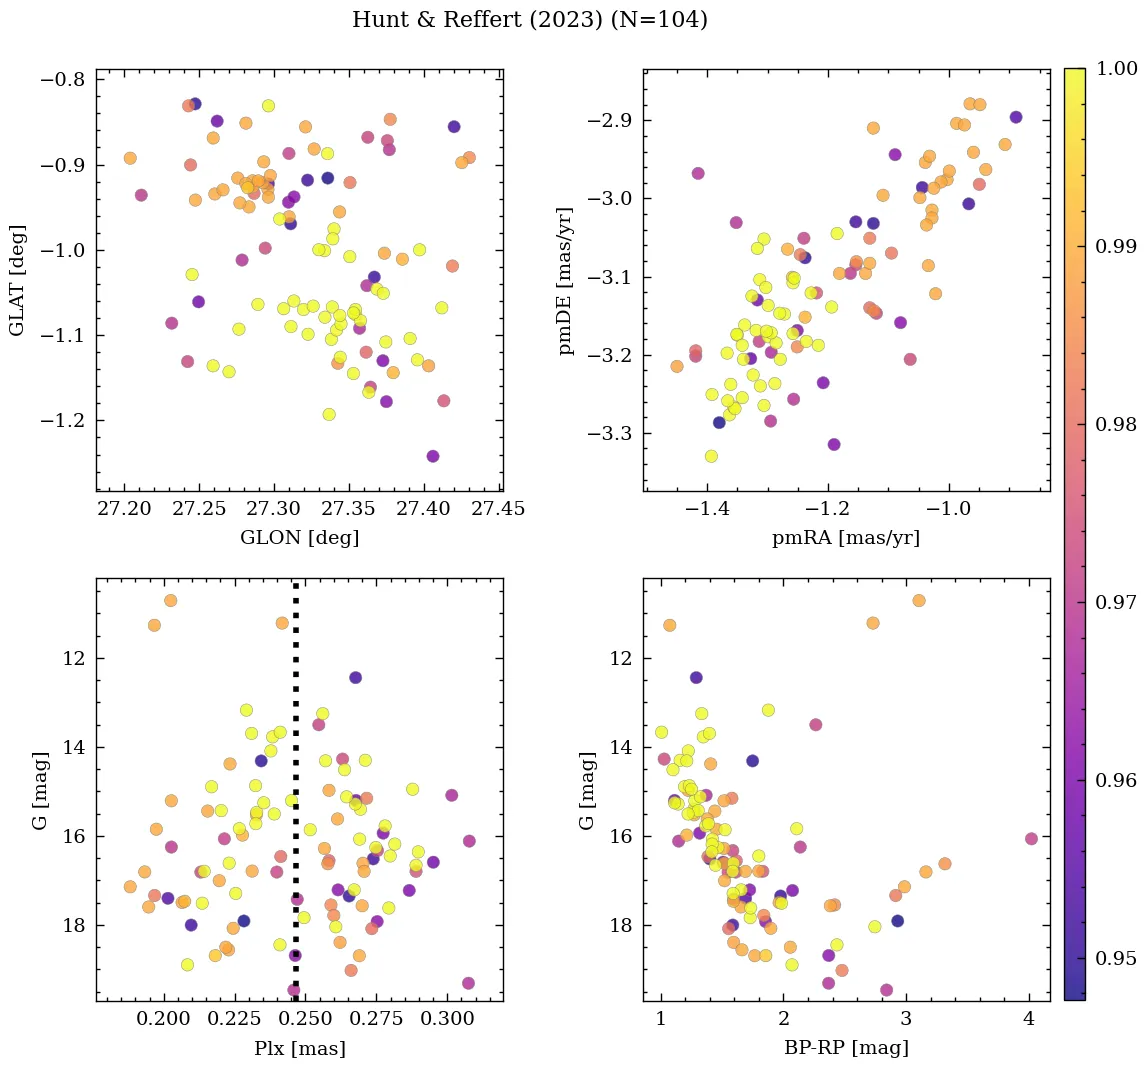 Hunt & Reffert (2023) (N=104)
−0.8
−0.9
−1.0
−1.1
−1.2
GLAT [deg]
27.20 27.25 27.30 27.35 27.40 27.45
GLON [deg]
−2.9
−3.0
−3.1
−3.2
−3.3
pmDE [mas/yr]
−1.4 −1.2 −1.0
pmRA [mas/yr]
12
14
16
18
G [mag]
0.200 0.225 0.250 0.275 0.300
Plx [mas]
12
14
16
18
G [mag]
1 2 3 4
BP-RP [mag]
1.00
0.99
0.98
0.97
0.96
0.95